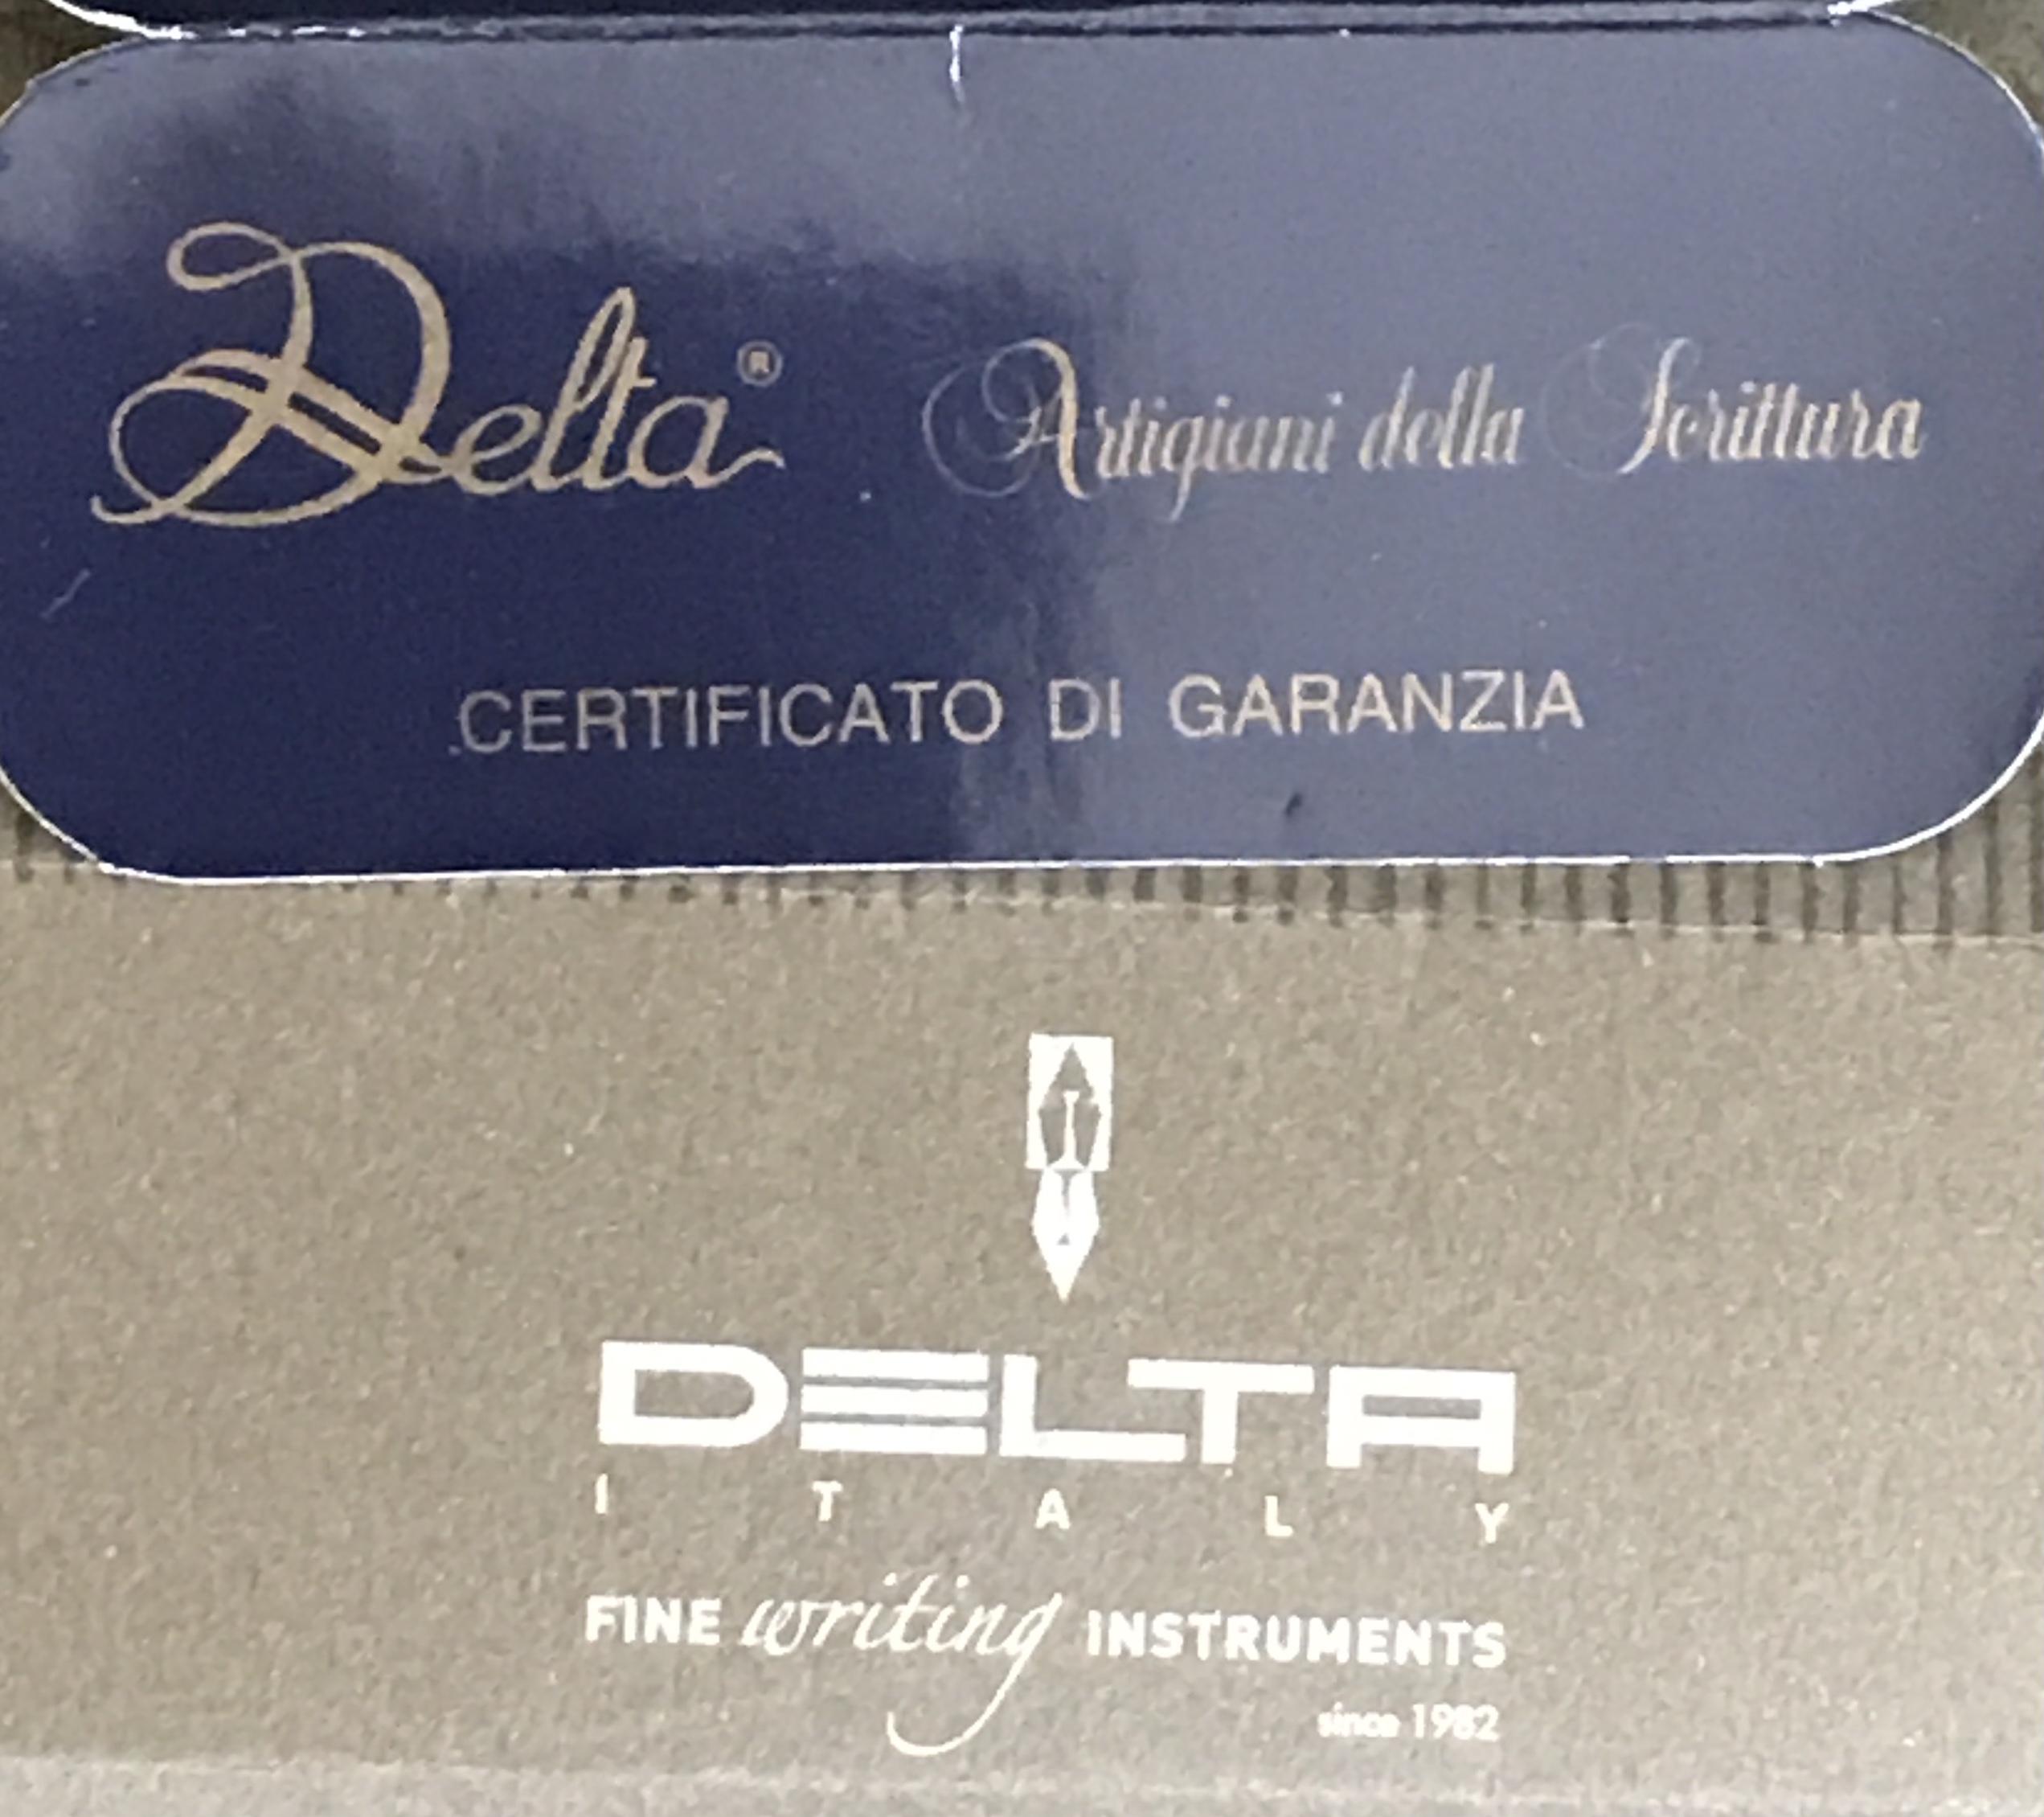 Delta® Artigiani della Scrittura
CERTIFICATO DI GARANZIA
DELTA
ITALY
FINE writing INSTRUMENTS
since 1982